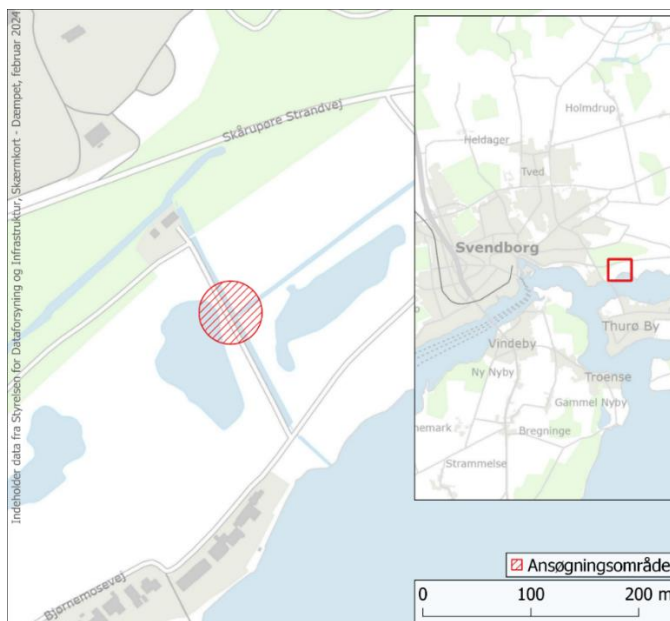 Indeholder data fra Styrelsen for Dataforsyning og Infrastruktur, Skærmkort - Dæmpet, februar 2024
Skårupøre Strandvej
Bjørnemosevej
Holmdrup
Heldager
Tved
Svendborg
Thurø By
Vindeby
Troense
Ny Nyby
Gammel Nyby
nemark
Bregninge
Strammelse
Ansøgningsområde
0 100 200 m